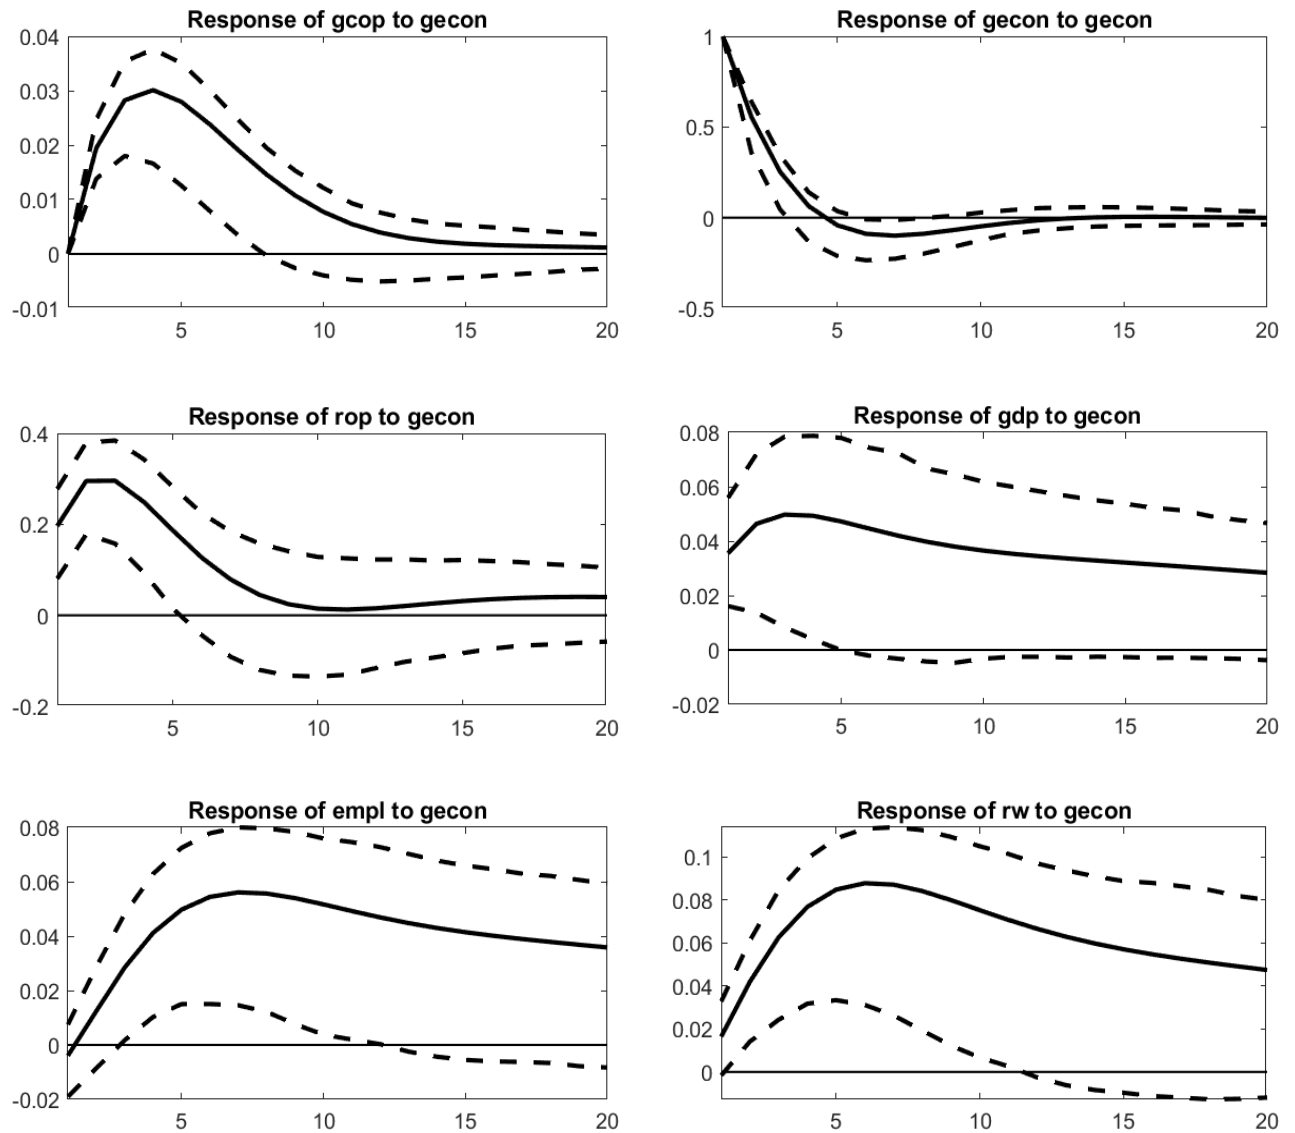 Response of gcop to gecon
0.04
0.03
0.02
0.01
0
-0.01
5 10 15 20
Response of gecon to gecon
1
0.5
0
-0.5
5 10 15 20
Response of rop to gecon
0.4
0.2
0
-0.2
5 10 15 20
Response of gdp to gecon
0.08
0.06
0.04
0.02
0
-0.02
5 10 15 20
Response of empl to gecon
0.08
0.06
0.04
0.02
0
-0.02
5 10 15 20
Response of rw to gecon
0.1
0.08
0.06
0.04
0.02
0
5 10 15 20